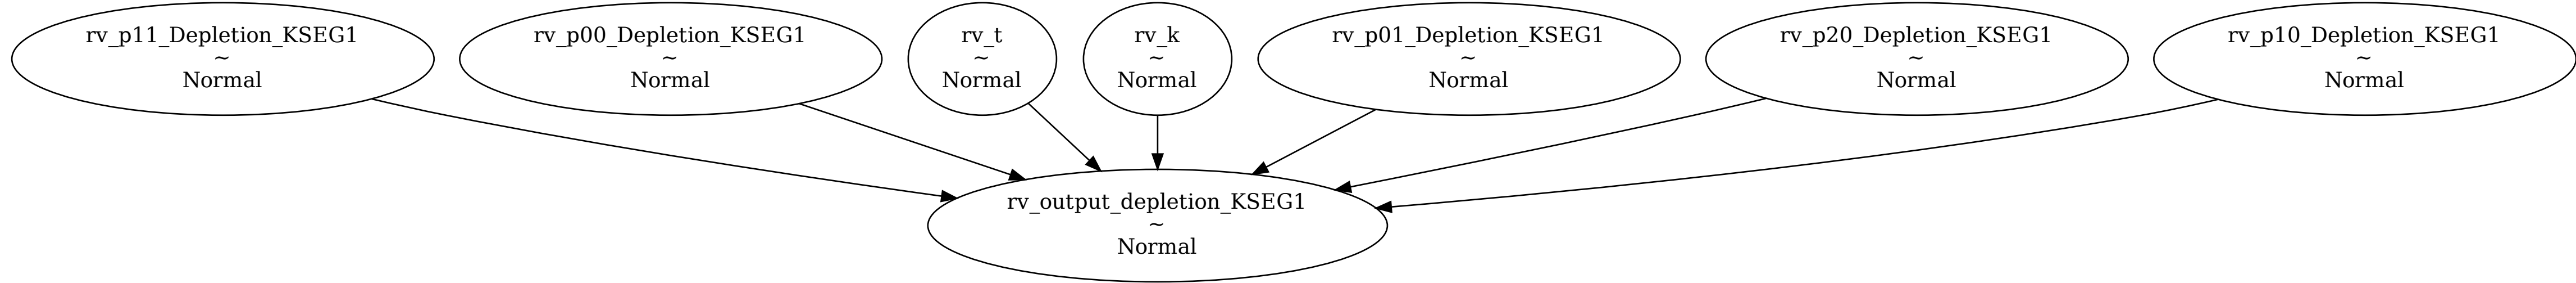 rv_p11_Depletion_KSEG1
~
Normal
rv_p00_Depletion_KSEG1
~
Normal
rv_t
~
Normal
rv_k
~
Normal
rv_p01_Depletion_KSEG1
~
Normal
rv_p20_Depletion_KSEG1
~
Normal
rv_p10_Depletion_KSEG1
~
Normal
rv_output_depletion_KSEG1
~
Normal